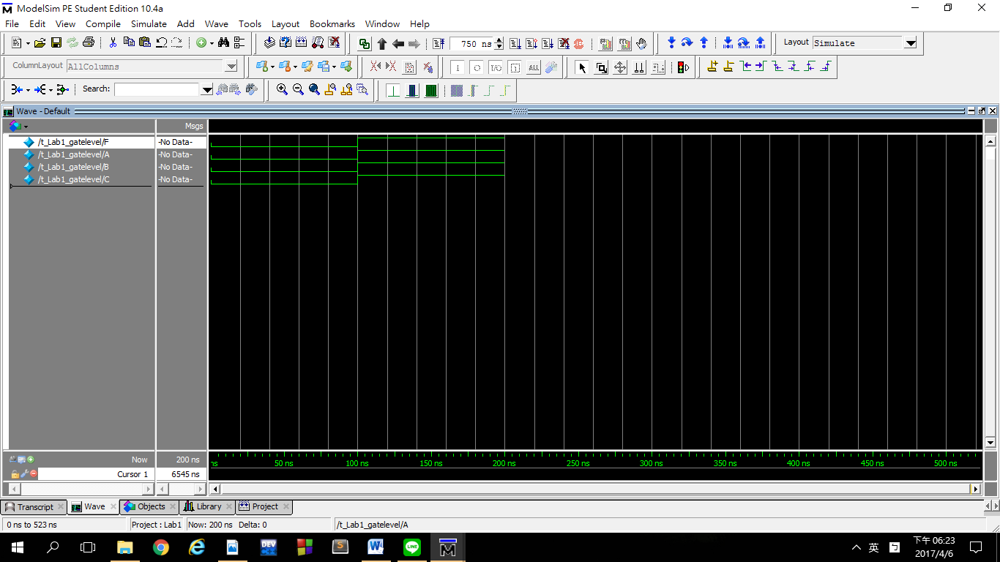 ModelSim PE Student Edition 10.4a
File Edit View Compile Simulate Add Wave Tools Layout Bookmarks Window Help
750 ns
Layout Simulate
ColumnLayout AllColumns
Search:
Wave - Default
Msgs
/t_Lab1_gatelevel/F -No Data-
/t_Lab1_gatelevel/A -No Data-
/t_Lab1_gatelevel/B -No Data-
/t_Lab1_gatelevel/C -No Data-
Now 200 ns
ns 50 ns 100 ns 150 ns 200 ns 250 ns 300 ns 350 ns 400 ns 450 ns 500 ns
Cursor 1 6545 ns
Transcript Wave Objects Library Project
0 ns to 523 ns Project : Lab1 Now: 200 ns Delta: 0 /t_Lab1_gatelevel/A
DEV C++ S W LINE M 英 下午 06:23
2017/4/6